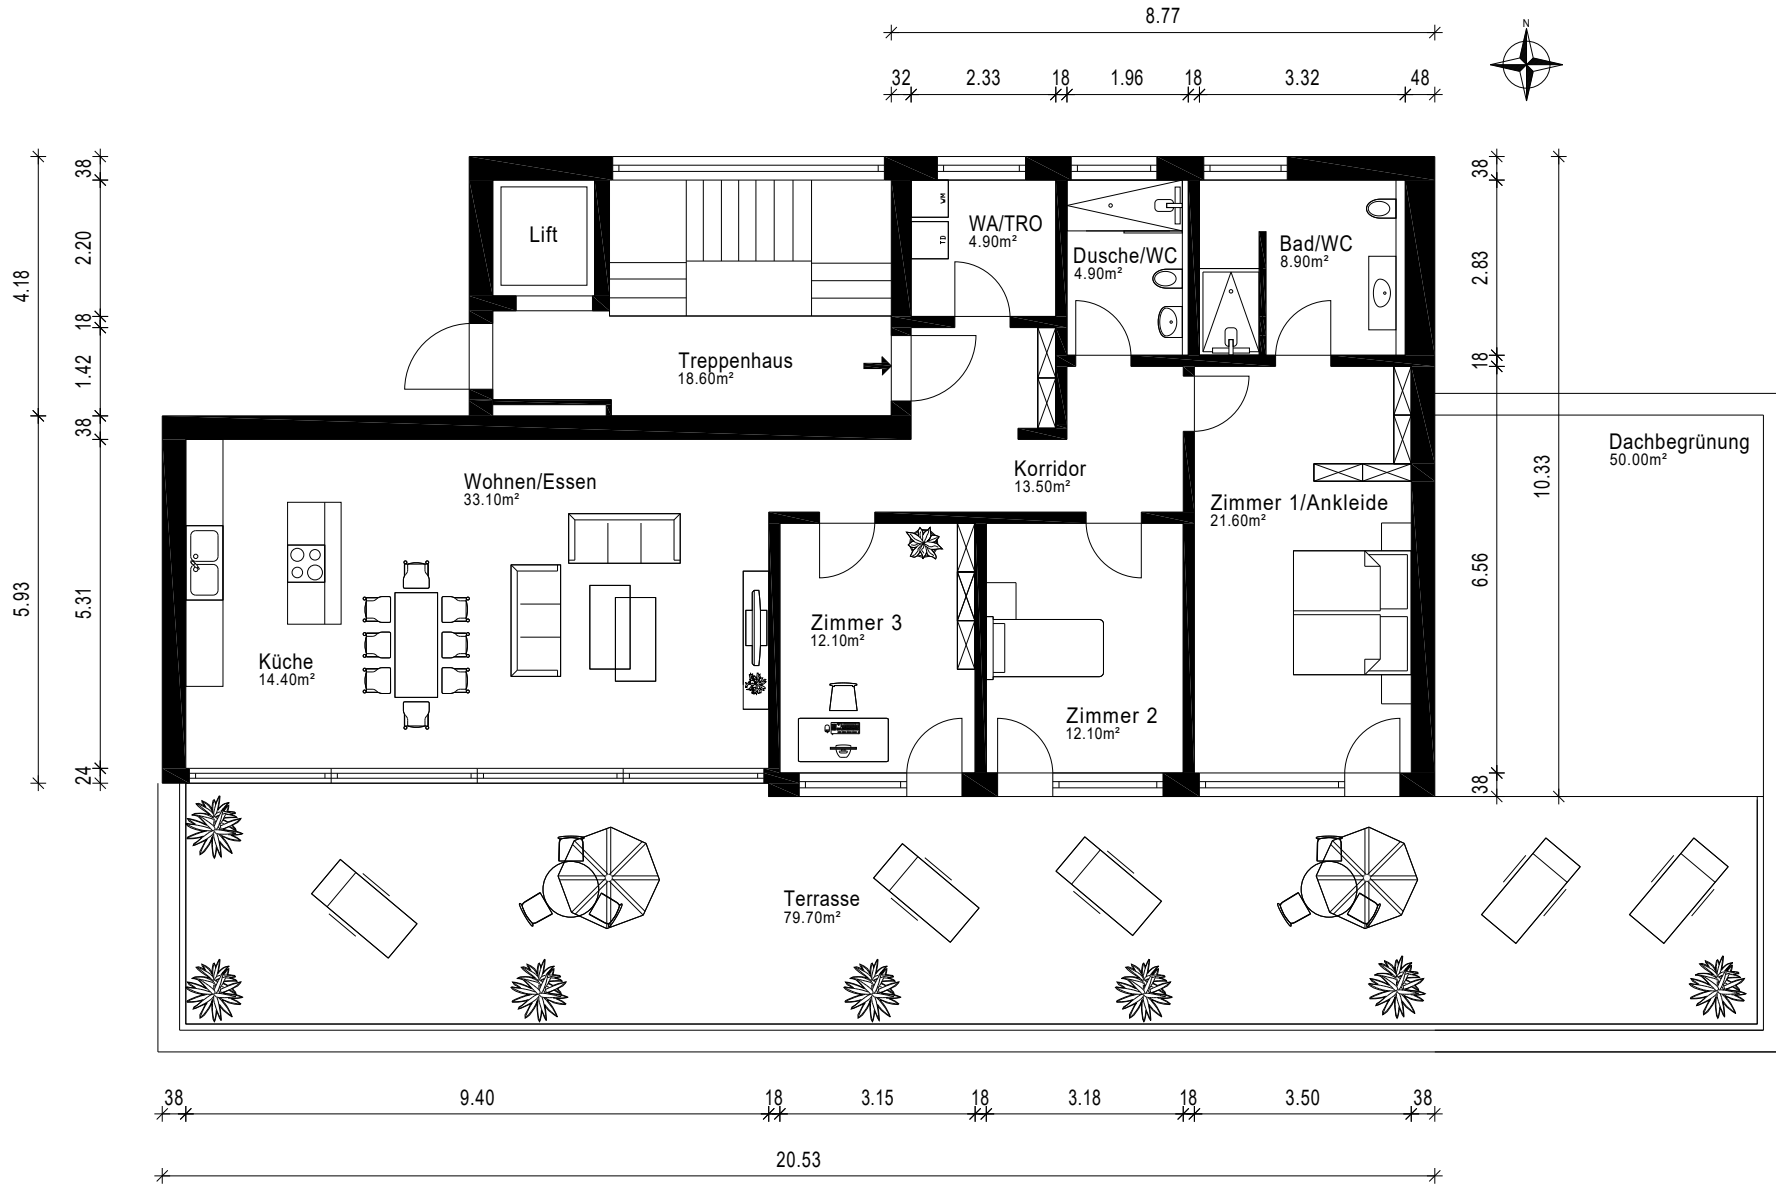 8.77
N
32 2.33 18 1.96 18 3.32 48
38
38
WM
TD
Lift
WA/TRO
4.90m²
Dusche/WC
4.90m²
Bad/WC
8.90m²
2.20
2.83
4.18
18
Treppenhaus
18.60m²
1.42
18
38
Dachbegrünung
50.00m²
Wohnen/Essen
33.10m²
Korridor
13.50m²
10.33
Zimmer 1/Ankleide
21.60m²
5.93
5.31
6.56
Zimmer 3
12.10m²
Küche
14.40m²
Zimmer 2
12.10m²
24
38
Terrasse
79.70m²
38 9.40 18 3.15 18 3.18 18 3.50 38
20.53